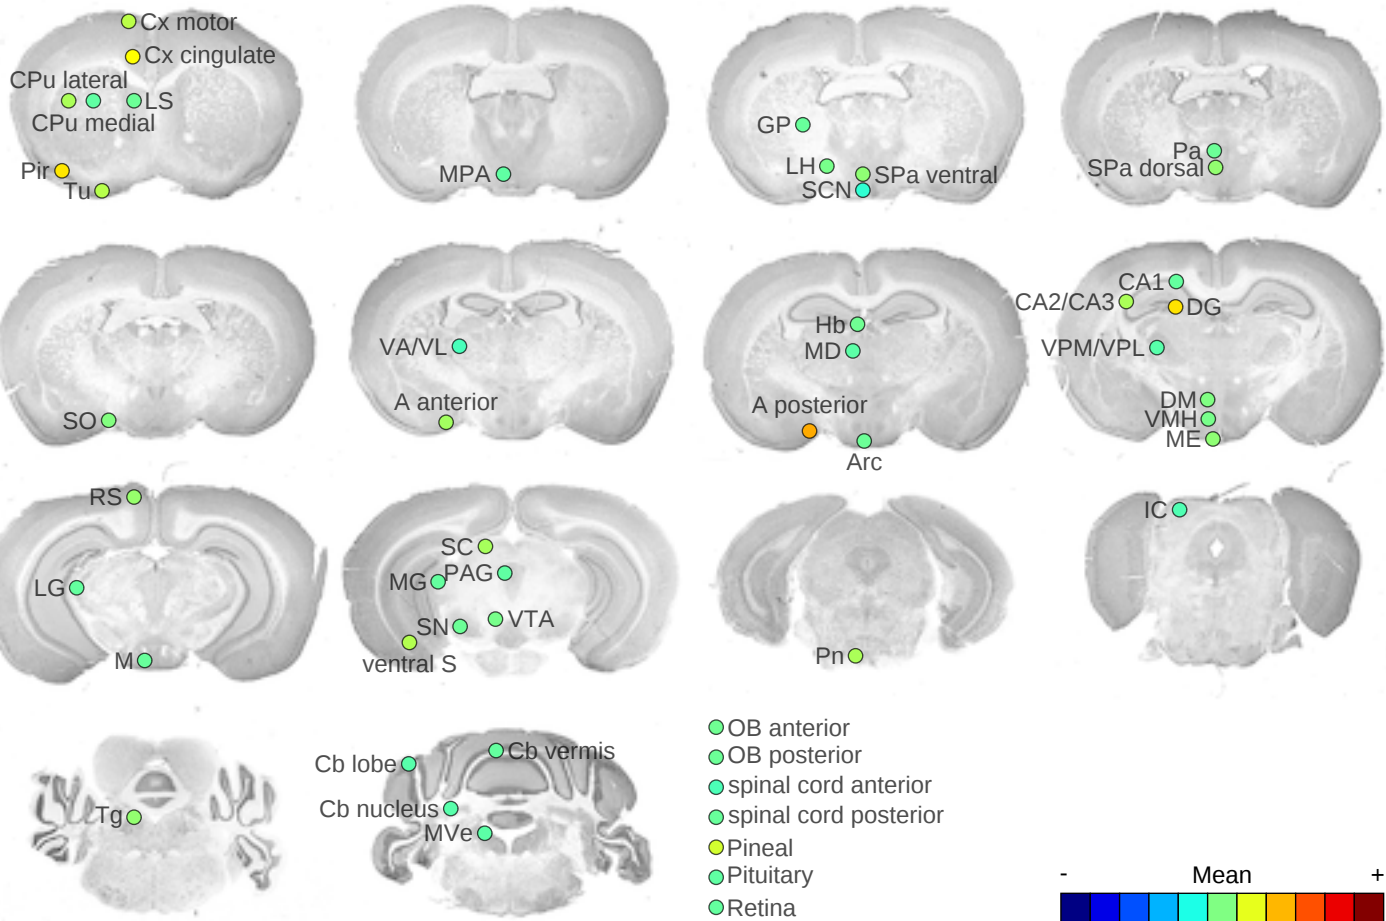 Cx motor
Cx cingulate
CPu lateral
LS
CPu medial
Pir
Tu
MPA
GP
LH
SPa ventral
SCN
Pa
SPa dorsal
SO
VA/VL
A anterior
Hb
MD
A posterior
Arc
CA1
CA2/CA3
DG
VPM/VPL
DM
VMH
ME
RS
LG
M
SC
MG
PAG
SN
VTA
ventral S
Pn
IC
Tg
Cb lobe
Cb vermis
Cb nucleus
MVe
OB anterior
OB posterior
spinal cord anterior
spinal cord posterior
Pineal
Pituitary
Retina
- Mean +